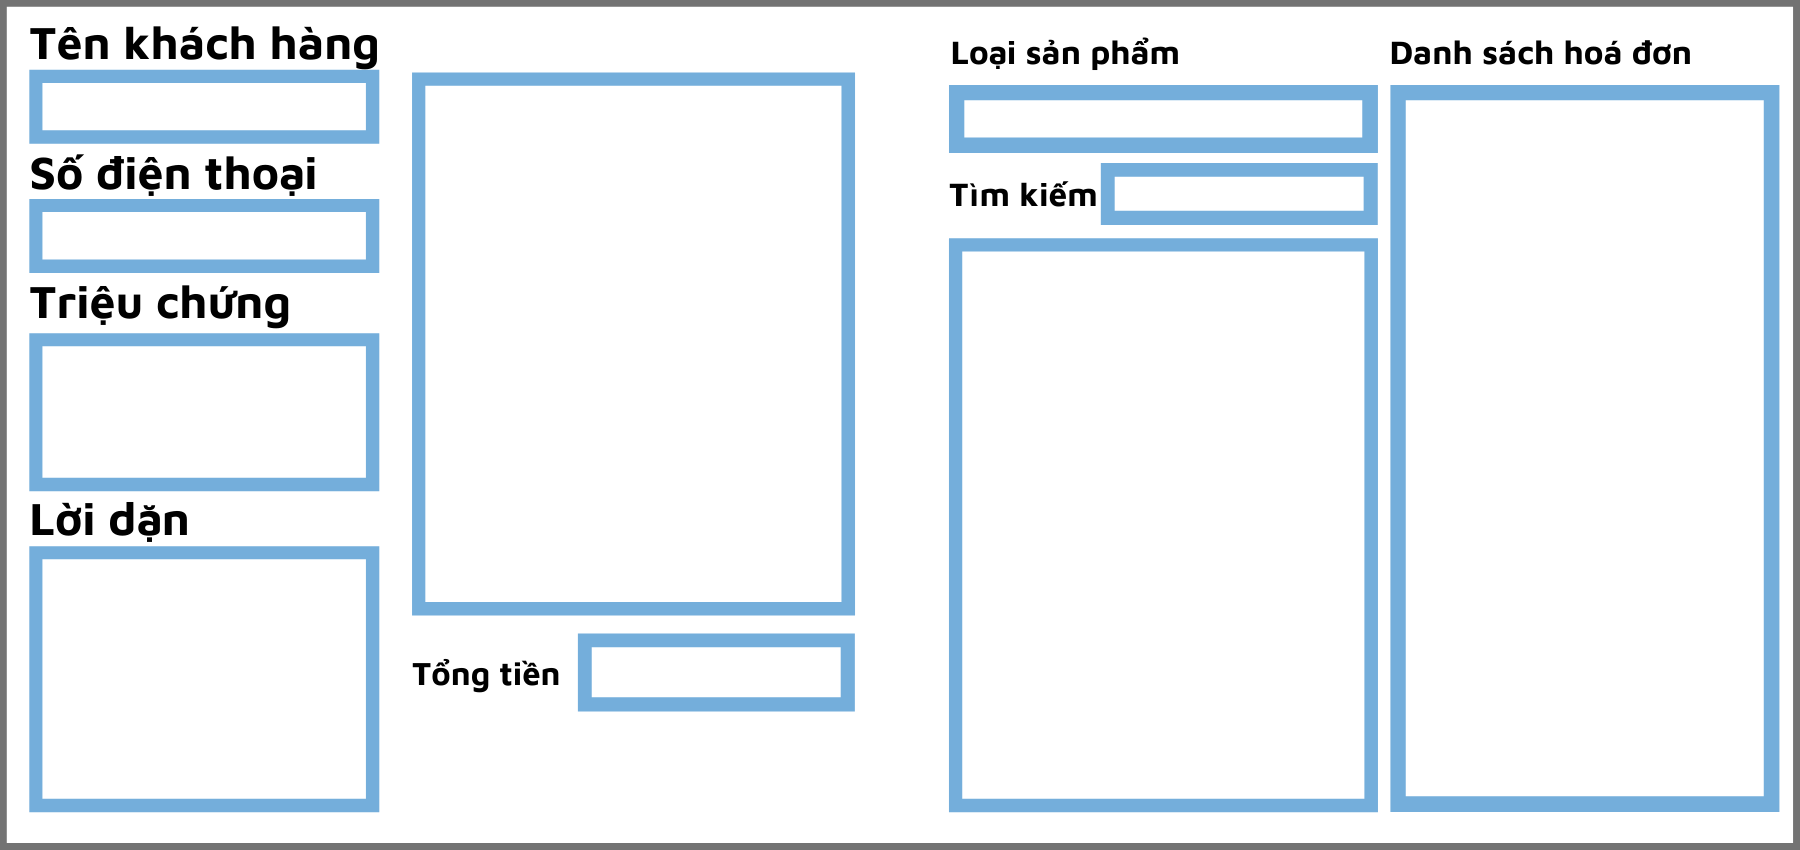 Tên khách hàng
Số điện thoại
Triệu chứng
Lời dặn
Tổng tiền
Loại sản phẩm
Tìm kiếm
Danh sách hoá đơn